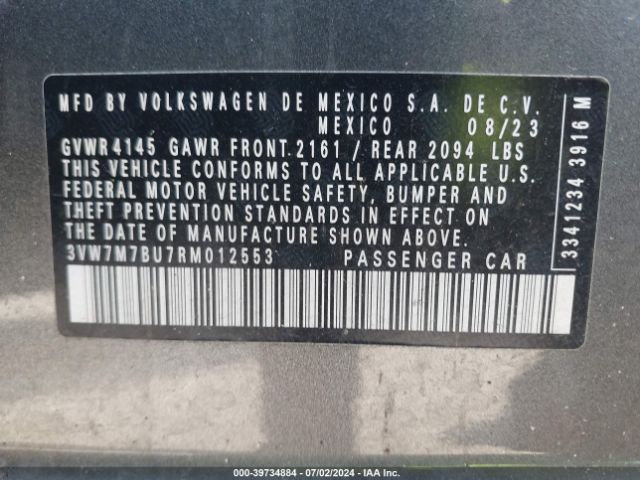 MFD BY VOLKSWAGEN DE MEXICO S.A. DE C.V.
MEXICO 08/23
GVWR 4145 GAWR FRONT 2161 / REAR 2094 LBS
THIS VEHICLE CONFORMS TO ALL APPLICABLE U.S.
FEDERAL MOTOR VEHICLE SAFETY, BUMPER AND
THEFT PREVENTION STANDARDS IN EFFECT ON
THE DATE OF MANUFACTURE SHOWN ABOVE.
3VW7M7BU7RM012553 PASSENGER CAR
3341234 3916 M
000-39734884 - 07/02/2024 - IAA Inc.